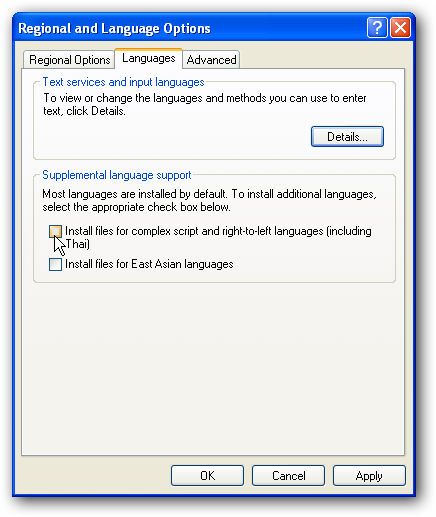 Regional and Language Options
Regional Options Languages Advanced
Text services and input languages
To view or change the languages and methods you can use to enter
text, click Details.
Details...
Supplemental language support
Most languages are installed by default. To install additional languages,
select the appropriate check box below.
Install files for complex script and right-to-left languages (including
Thai)
Install files for East Asian languages
OK Cancel Apply